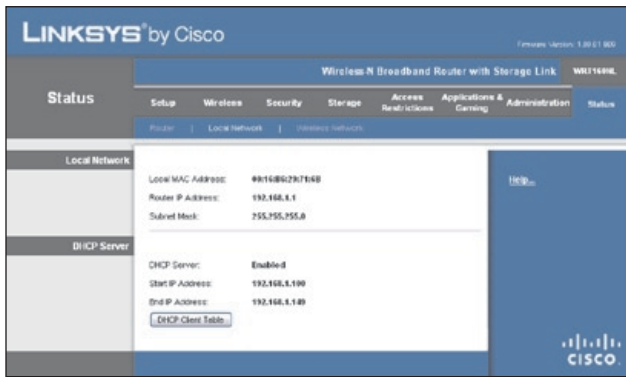 LINKSYS® by Cisco
Firmware Version: 1.00.01 B05
Wireless-N Broadband Router with Storage Link
WRT160NL
Status
Setup Wireless Security Storage Access Restrictions Applications & Gaming Administration Status
Router | Local Network | Wireless Network
Local Network
Local MAC Address:
Router IP Address: 192.168.1.1
Subnet Mask: 255.255.255.0
DHCP Server
DHCP Server: Enabled
Start IP Address: 192.168.1.100
End IP Address: 192.168.1.149
DHCP Client Table
Help...
CISCO.